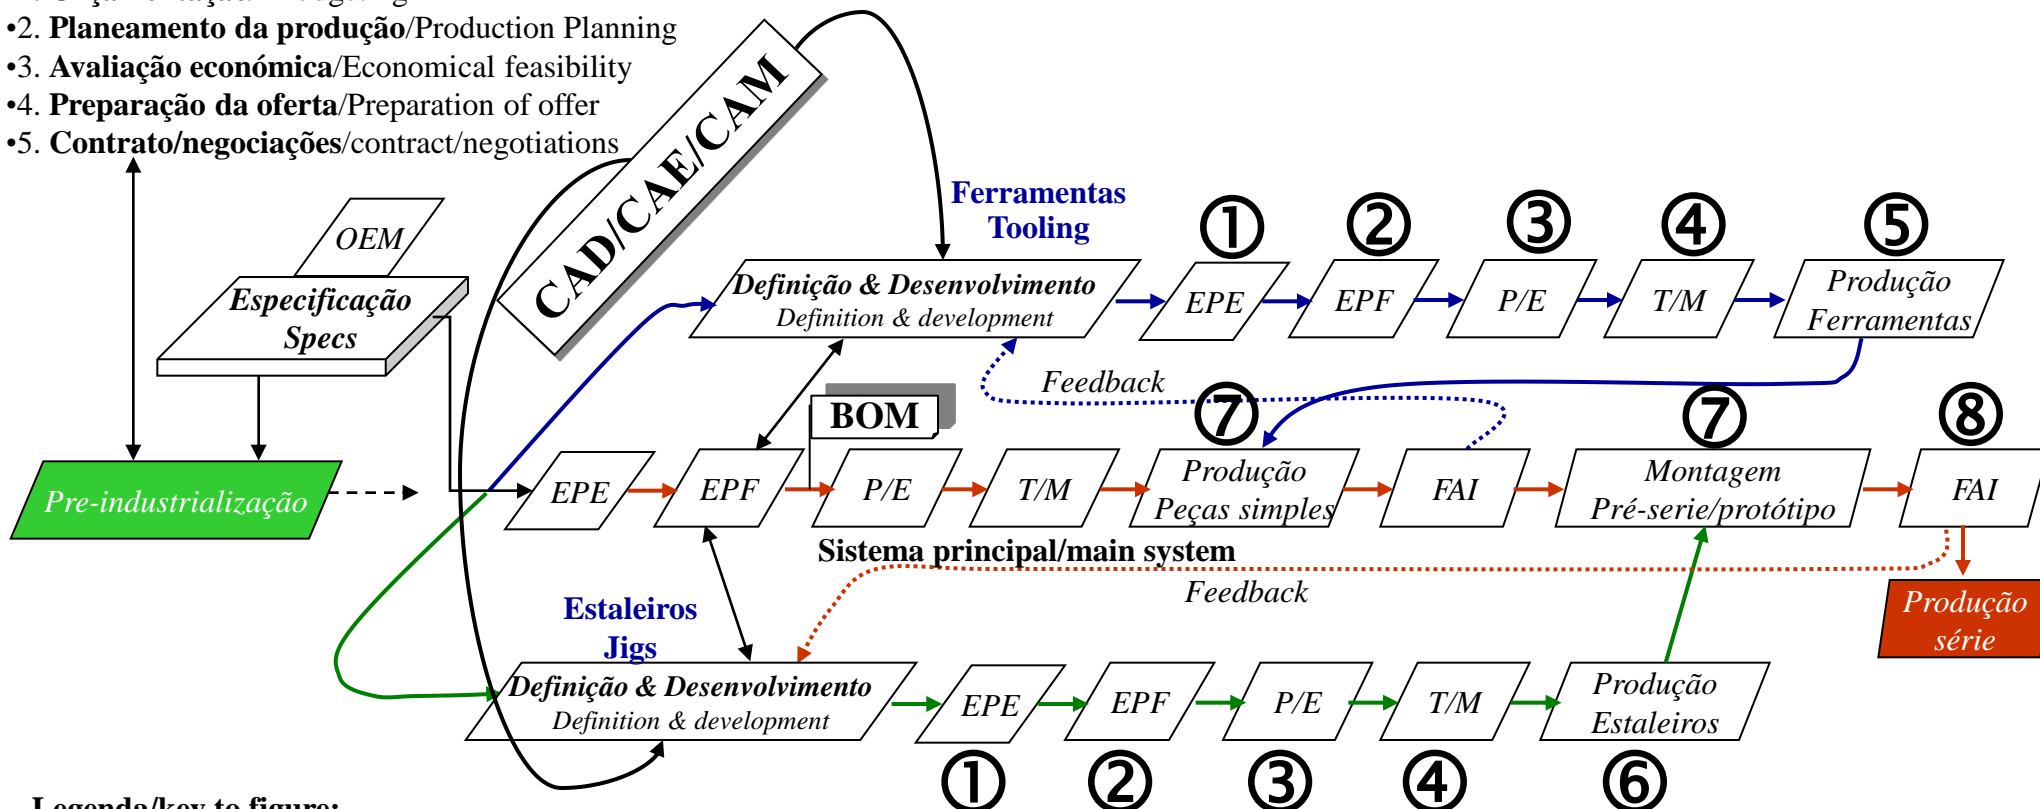 •2. Planeamento da produção/Production Planning
•3. Avaliação económica/Economical feasibility
•4. Preparação da oferta/Preparation of offer
•5. Contrato/negociações/contract/negotiations
CAD/CAE/CAM
OEM
Especificação
Specs
Pre-industrialização
Ferramentas
Tooling
① ② ③ ④ ⑤
Definição & Desenvolvimento
Definition & development
EPE
EPF
P/E
T/M
Produção
Ferramentas
Feedback
BOM
⑦ ⑦ ⑧
EPE
EPF
P/E
T/M
Produção
Peças simples
FAI
Montagem
Pré-serie/protótipo
FAI
Sistema principal/main system
Feedback
Produção
série
Estaleiros
Jigs
Definição & Desenvolvimento
Definition & development
EPE
EPF
P/E
T/M
Produção
Estaleiros
① ② ③ ④ ⑥
Legenda/key to figure: